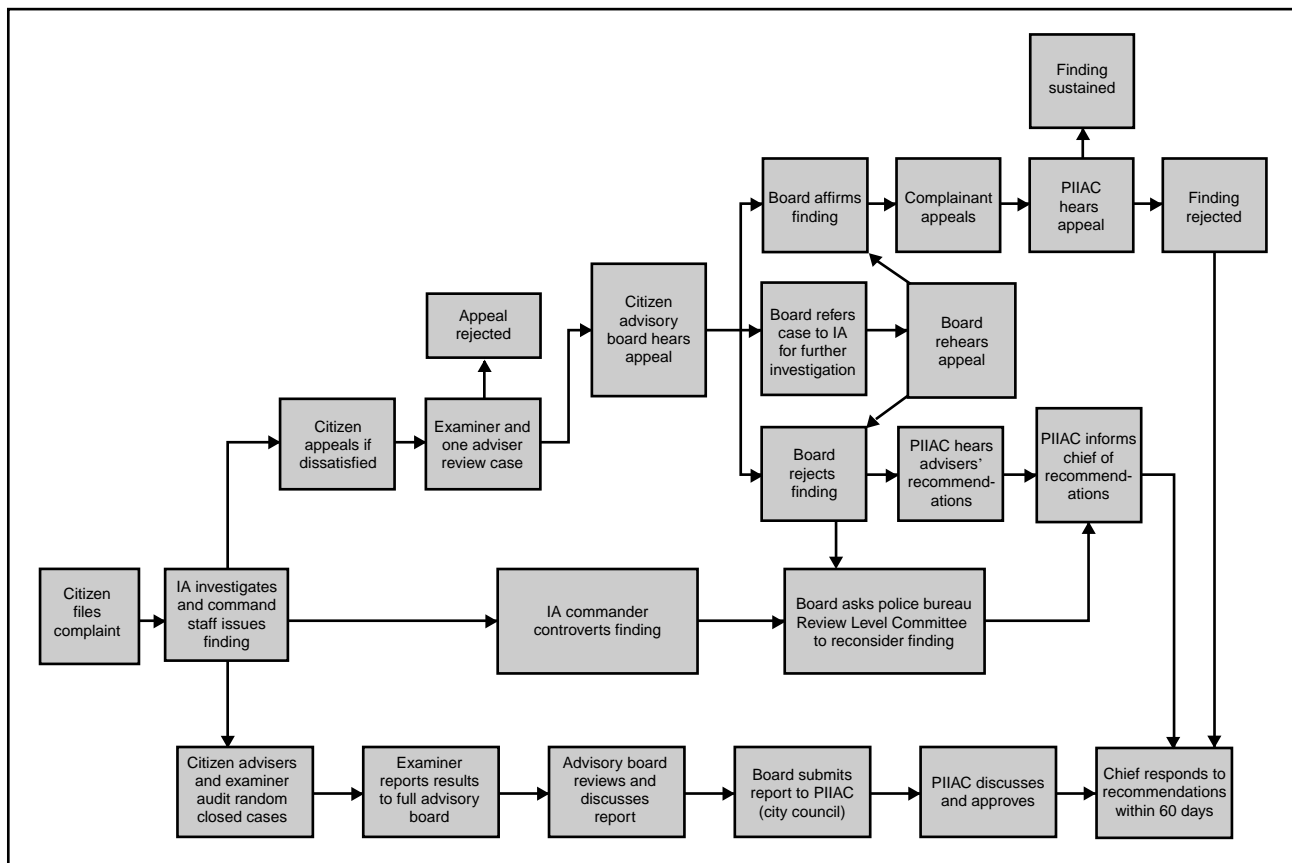 Finding
sustained
Board affirms
finding
Complainant
appeals
PIIAC
hears
appeal
Finding
rejected
Citizen
advisory
board hears
appeal
Appeal
rejected
Board refers
case to IA
for further
investigation
Board
rehears
appeal
Citizen
appeals if
dissatisfied
Examiner and
one adviser
review case
Board
rejects
finding
PIIAC hears
advisers’
recommend-
ations
PIIAC informs
chief of
recommend-
ations
Citizen
files
complaint
IA investigates
and command
staff issues
finding
IA commander
controverts finding
Board asks police bureau
Review Level Committee
to reconsider finding
Citizen advisers
and examiner
audit random
closed cases
Examiner
reports results
to full advisory
board
Advisory board
reviews and
discusses
report
Board submits
report to PIIAC
(city council)
PIIAC discusses
and approves
Chief responds to
recommendations
within 60 days